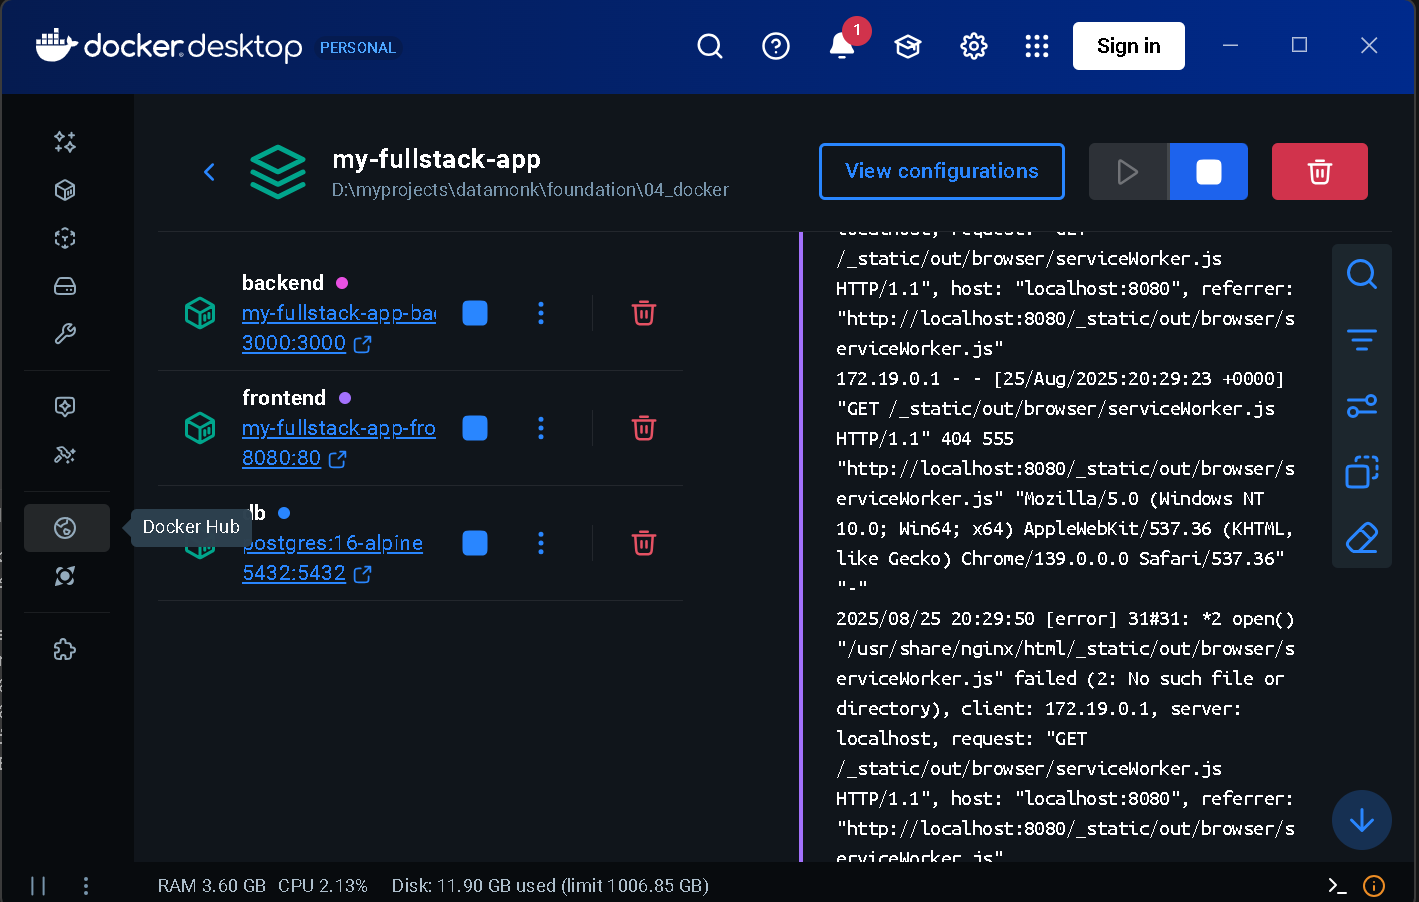 docker.desktop PERSONAL
1
Sign in
my-fullstack-app
D:\myprojects\datamonk\foundation\04_docker
View configurations
backend
my-fullstack-app-bac
3000:3000
frontend
my-fullstack-app-fro
8080:80
db
postgres:16-alpine
5432:5432
Docker Hub
localhost, request: "GET
/_static/out/browser/serviceWorker.js
HTTP/1.1", host: "localhost:8080", referrer:
"http://localhost:8080/_static/out/browser/s
erviceWorker.js"
172.19.0.1 - - [25/Aug/2025:20:29:23 +0000]
"GET /_static/out/browser/serviceWorker.js
HTTP/1.1" 404 555
"http://localhost:8080/_static/out/browser/s
erviceWorker.js" "Mozilla/5.0 (Windows NT
10.0; Win64; x64) AppleWebKit/537.36 (KHTML,
like Gecko) Chrome/139.0.0.0 Safari/537.36"
"-"
2025/08/25 20:29:50 [error] 31#31: *2 open()
"/usr/share/nginx/html/_static/out/browser/s
erviceWorker.js" failed (2: No such file or
directory), client: 172.19.0.1, server:
localhost, request: "GET
/_static/out/browser/serviceWorker.js
HTTP/1.1", host: "localhost:8080", referrer:
"http://localhost:8080/_static/out/browser/s
erviceWorker.js"
RAM 3.60 GB CPU 2.13% Disk: 11.90 GB used (limit 1006.85 GB)